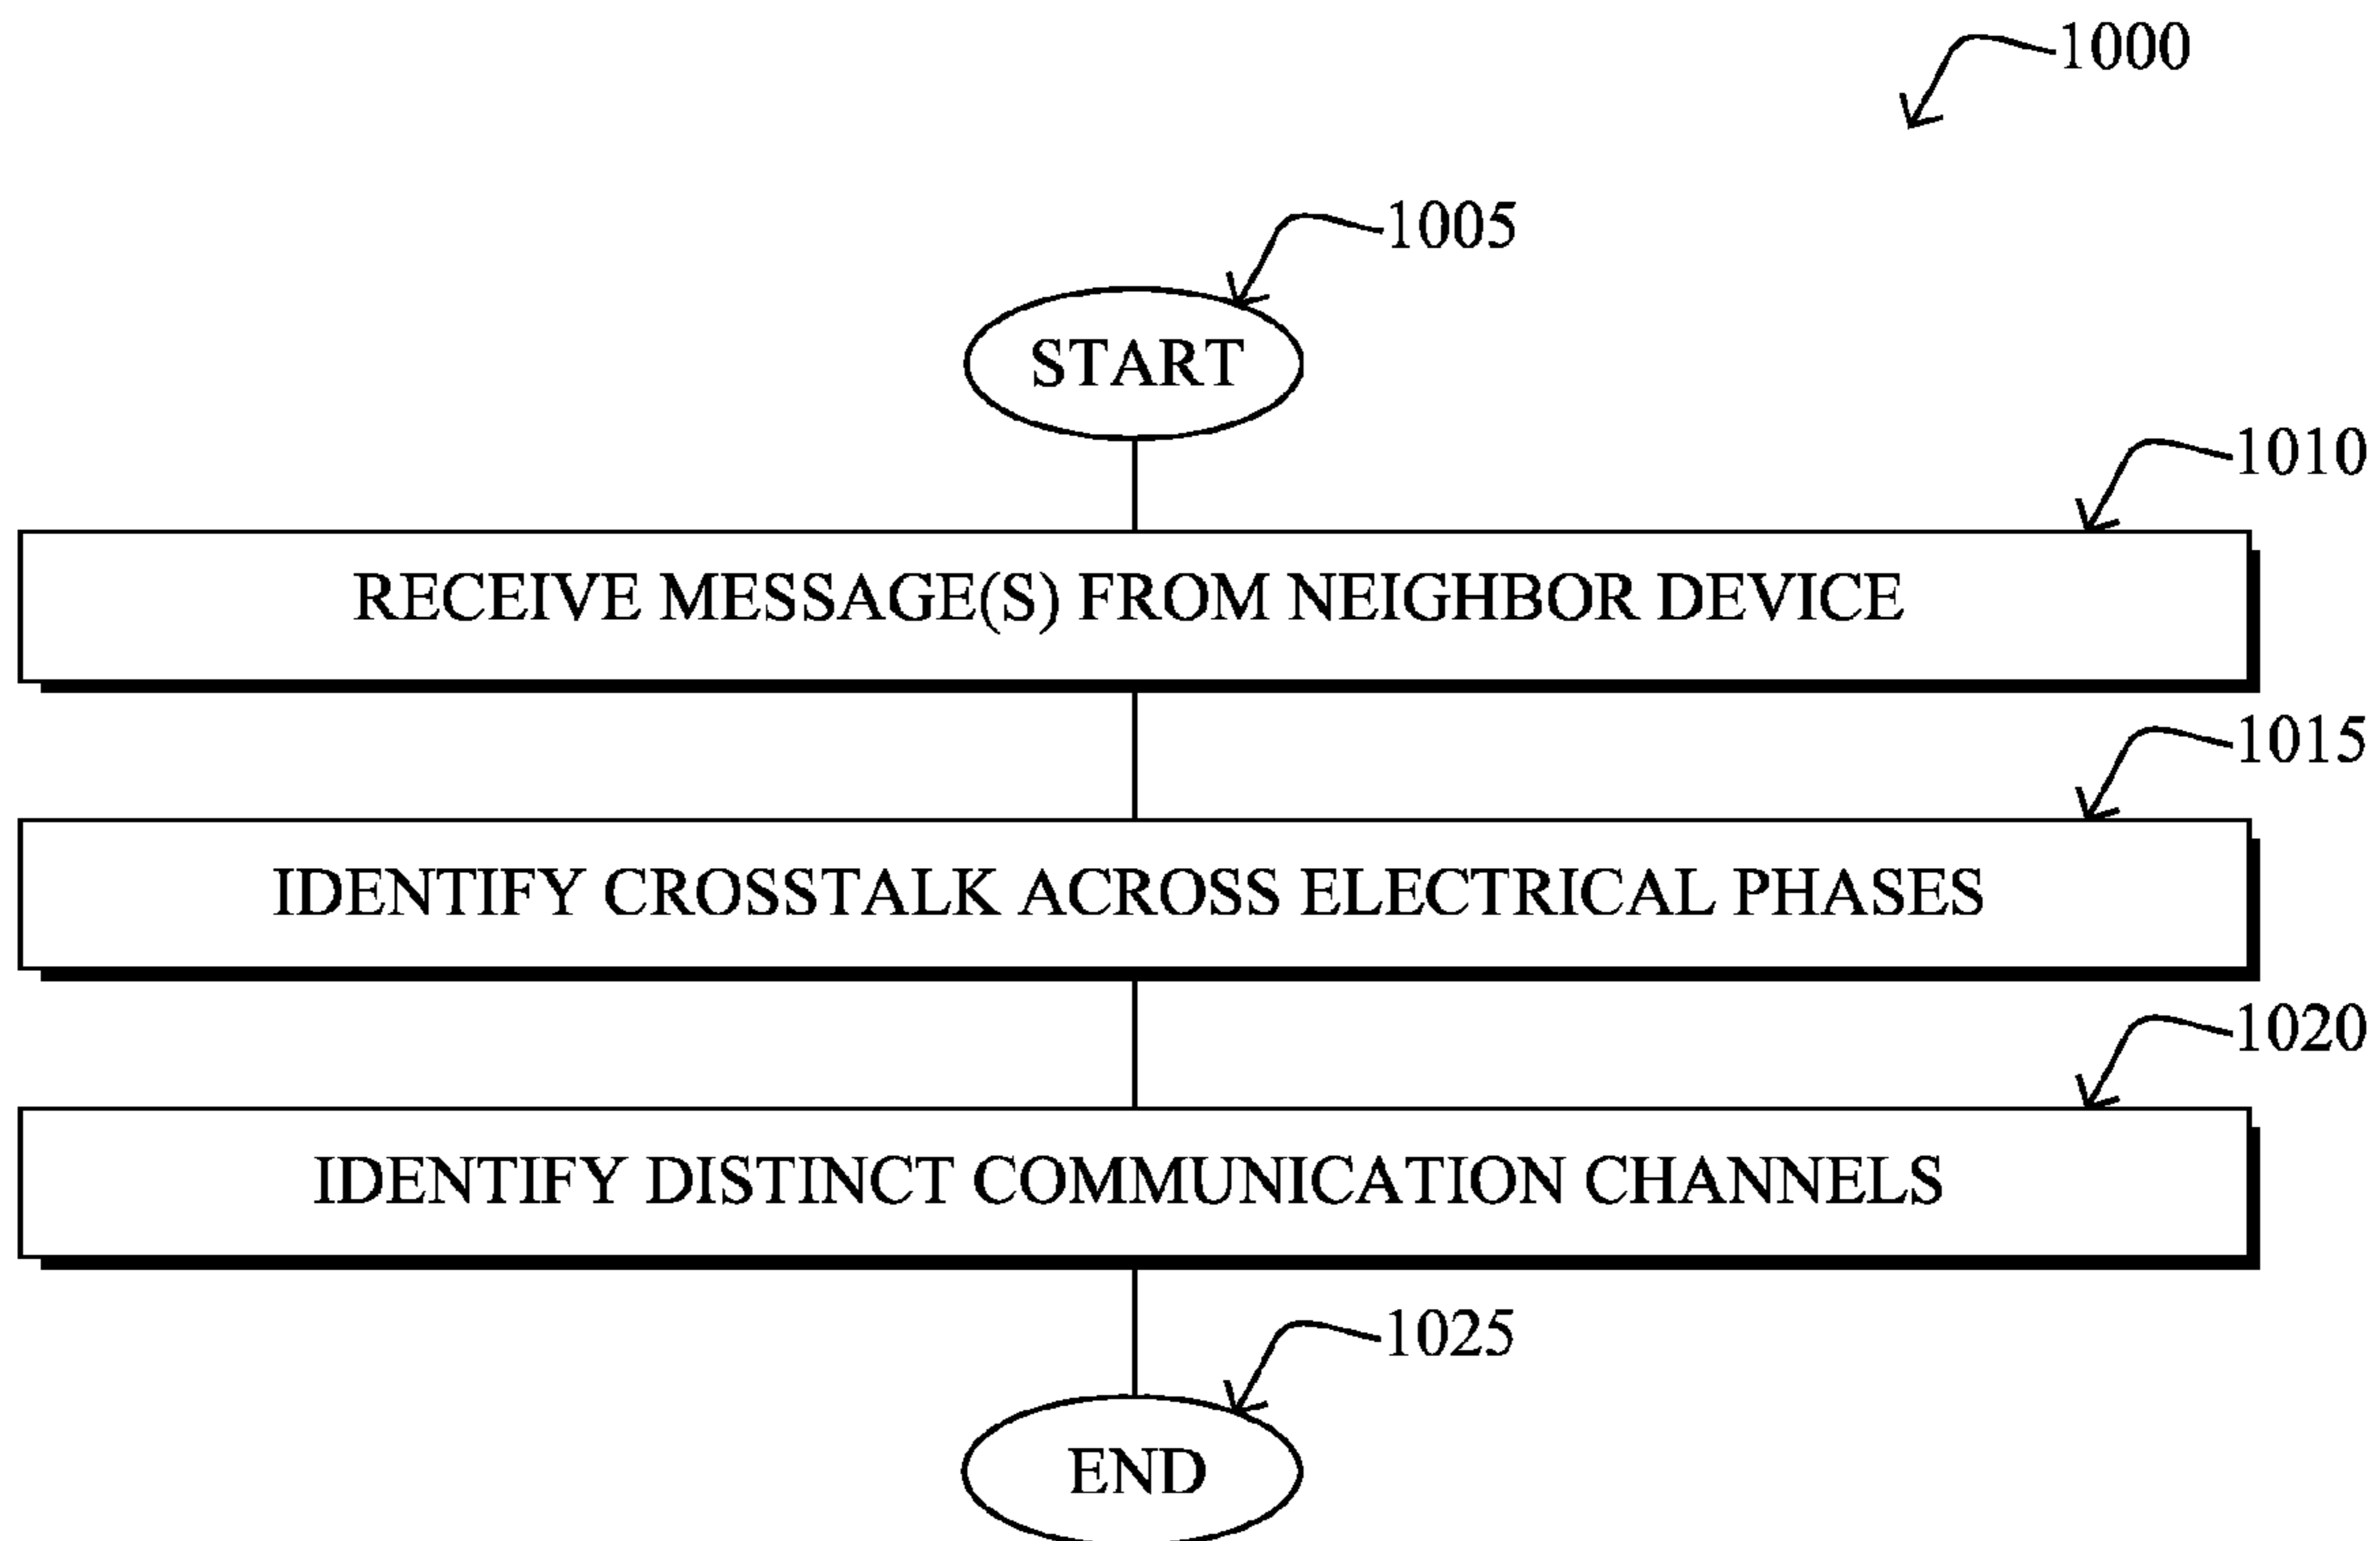 1000
1005
START
1010
RECEIVE MESSAGE(S) FROM NEIGHBOR DEVICE
1015
IDENTIFY CROSSTALK ACROSS ELECTRICAL PHASES
1020
IDENTIFY DISTINCT COMMUNICATION CHANNELS
1025
END